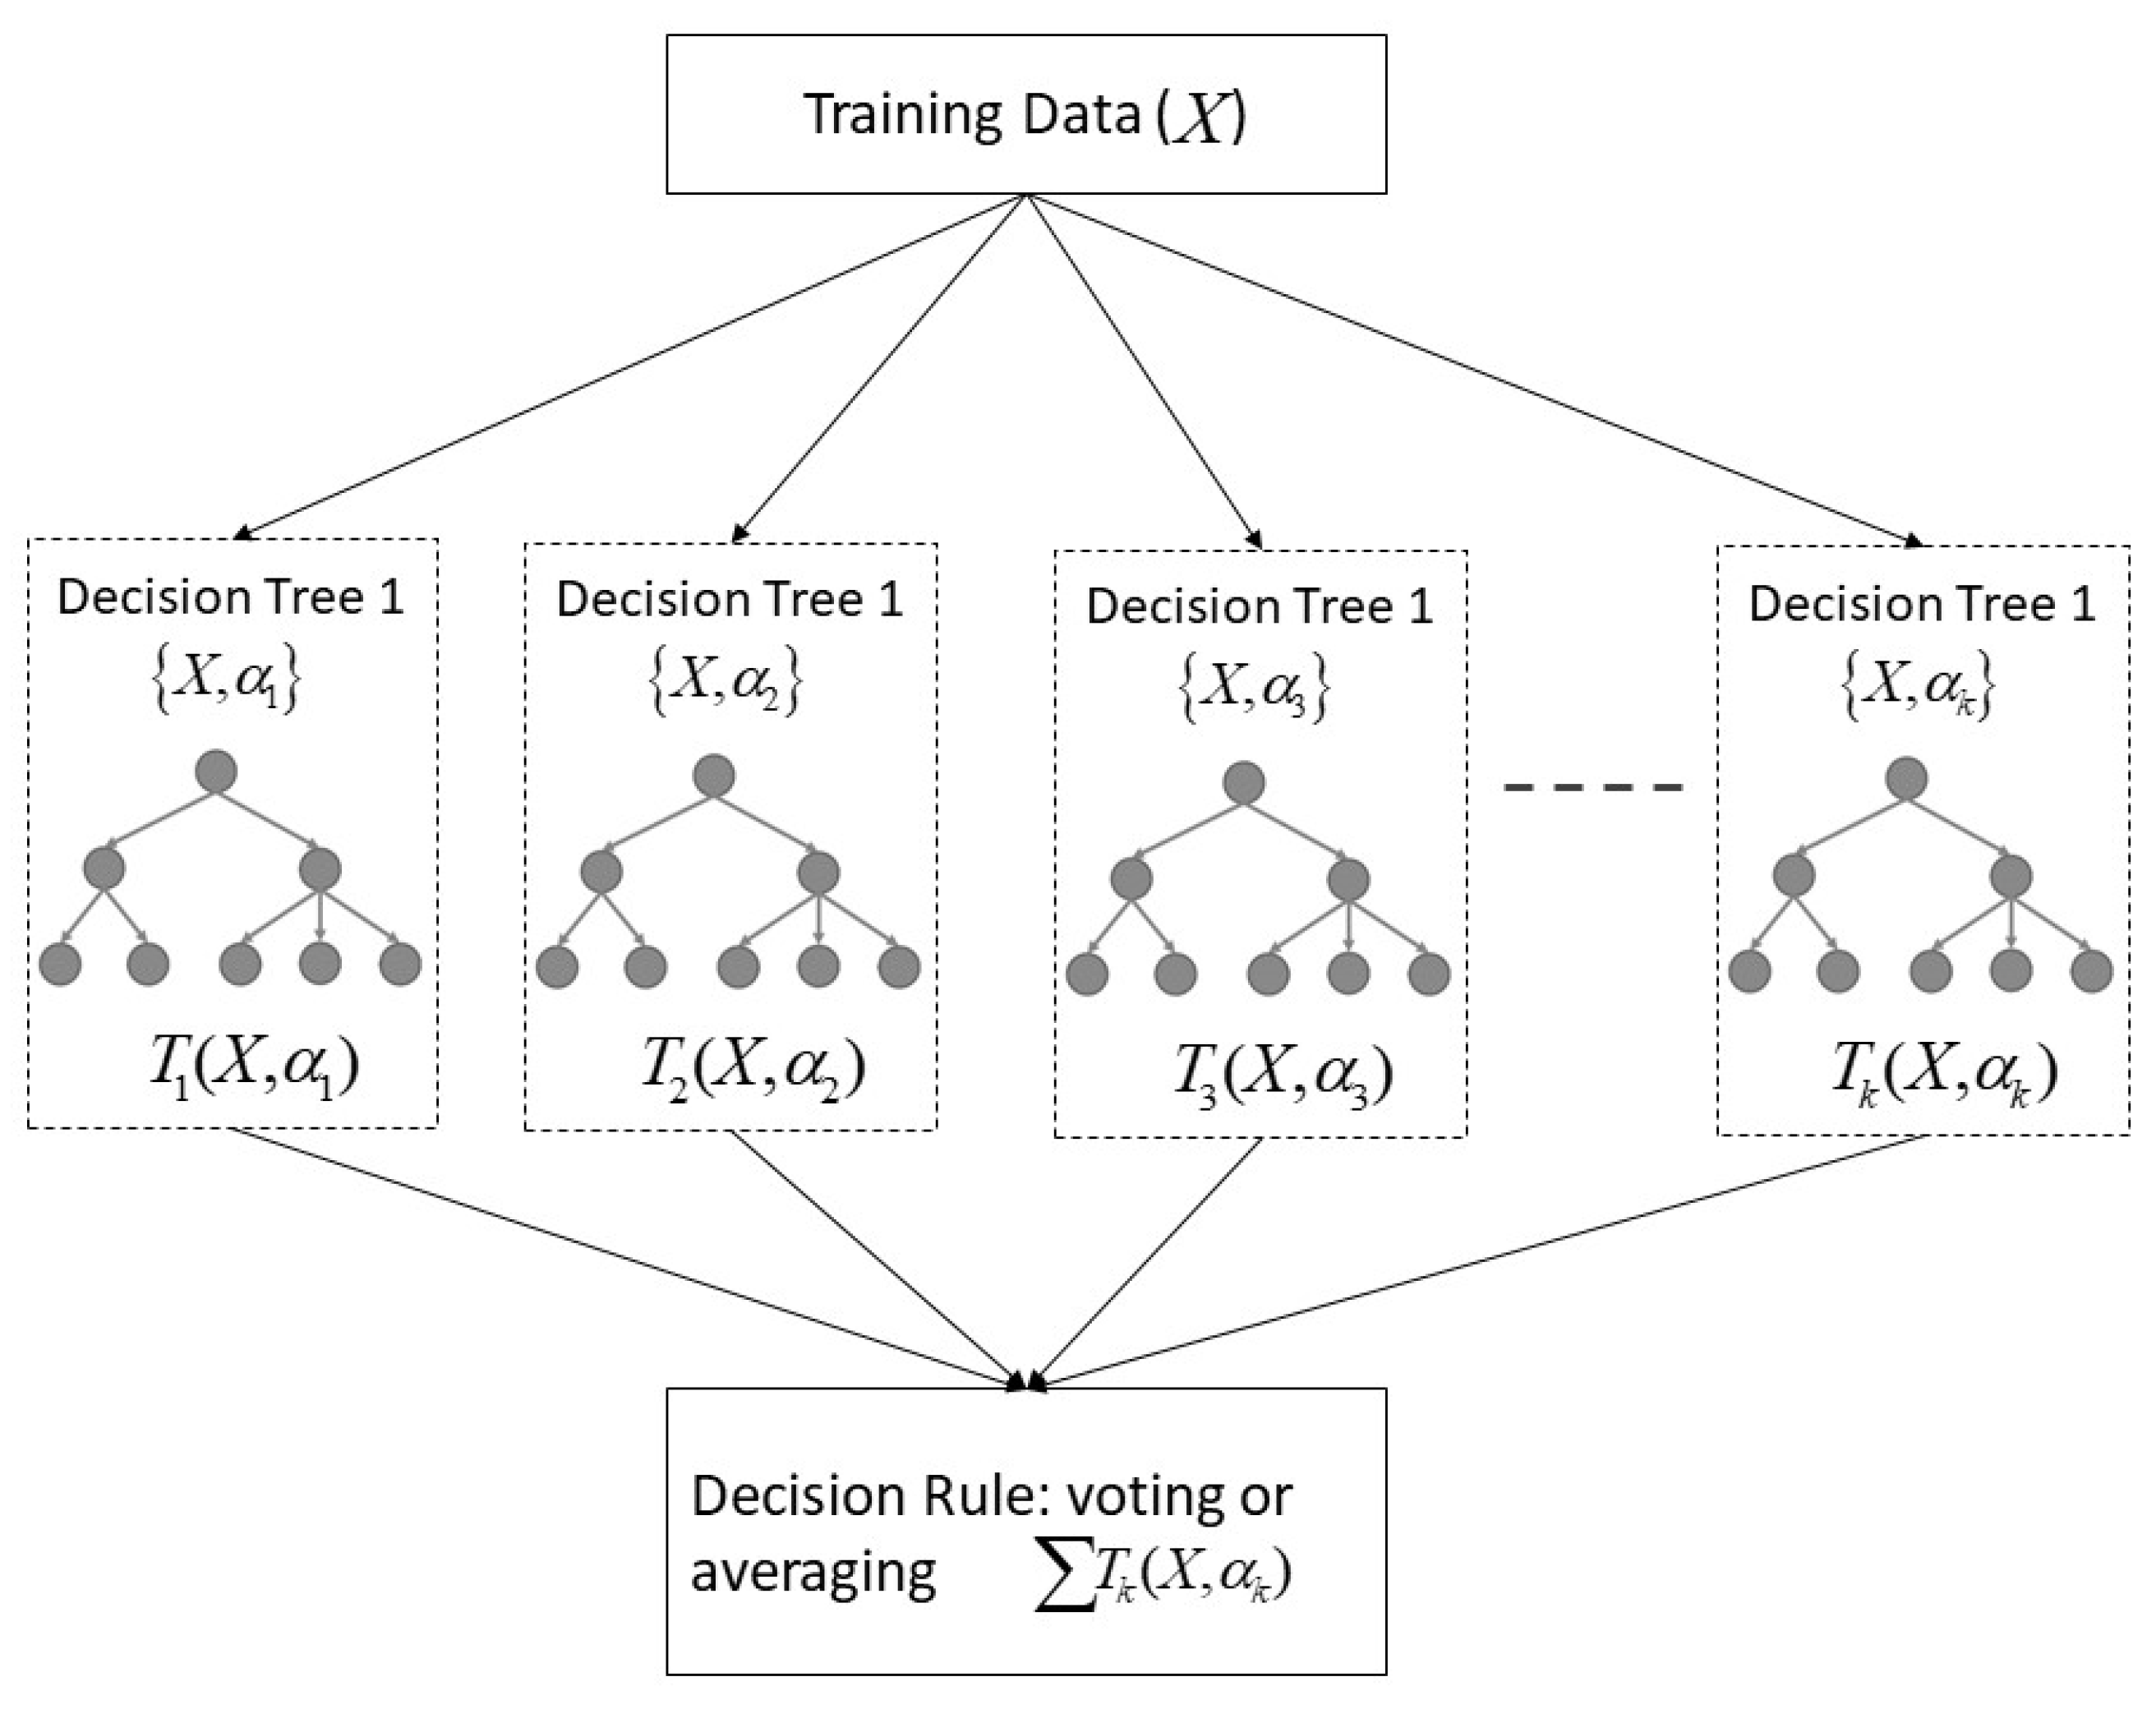 Training Data (X)
Decision Tree 1
{X,α₁}
T₁(X,α₁)
Decision Tree 1
{X,α₂}
T₂(X,α₂)
Decision Tree 1
{X,α₃}
T₃(X,α₃)
Decision Tree 1
{X,αₖ}
Tₖ(X,αₖ)
Decision Rule: voting or
averaging ∑Tₖ(X,αₖ)